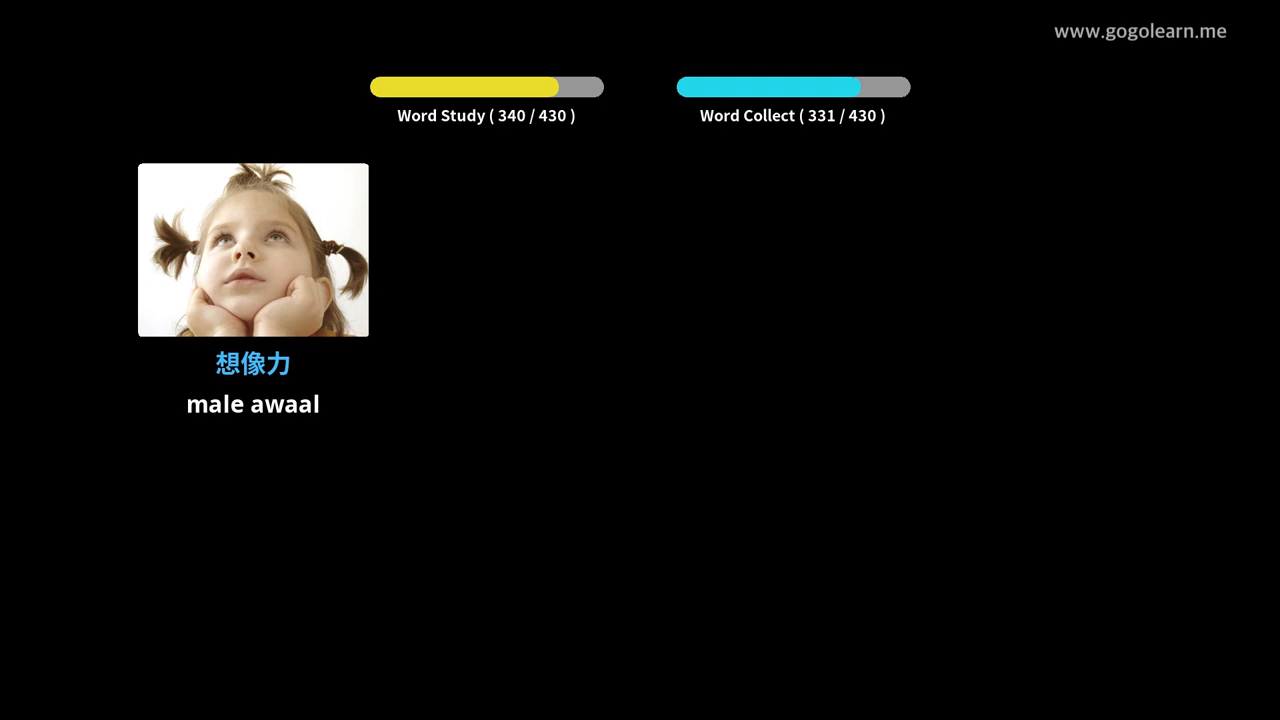 www.gogolearn.me
Word Study ( 340 / 430 )
Word Collect ( 331 / 430 )
想像力
male awaal